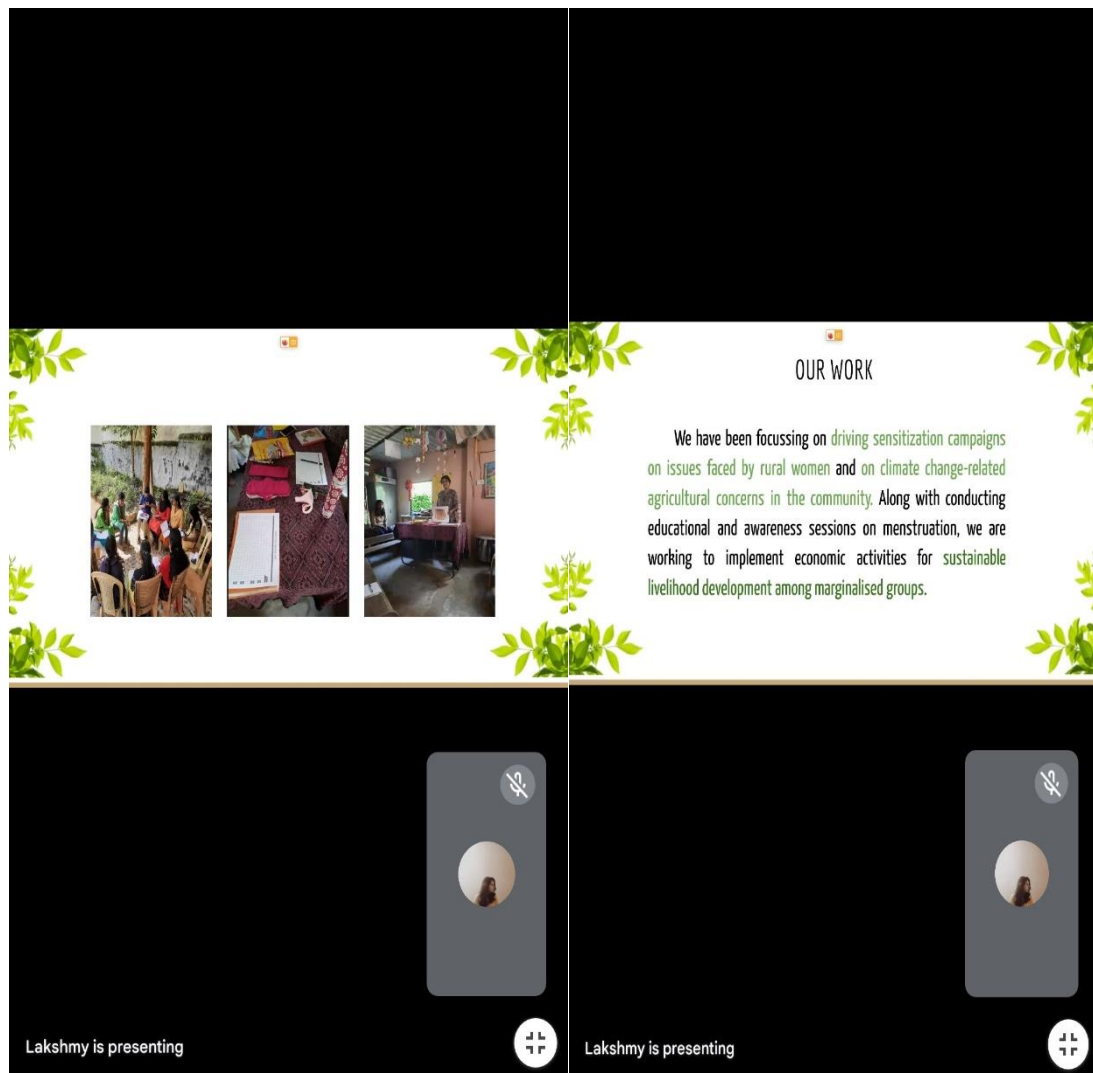 Lakshmy is presenting
OUR WORK
We have been focussing on driving sensitization campaigns
on issues faced by rural women and on climate change-related
agricultural concerns in the community. Along with conducting
educational and awareness sessions on menstruation, we are
working to implement economic activities for sustainable
livelihood development among marginalised groups.
Lakshmy is presenting